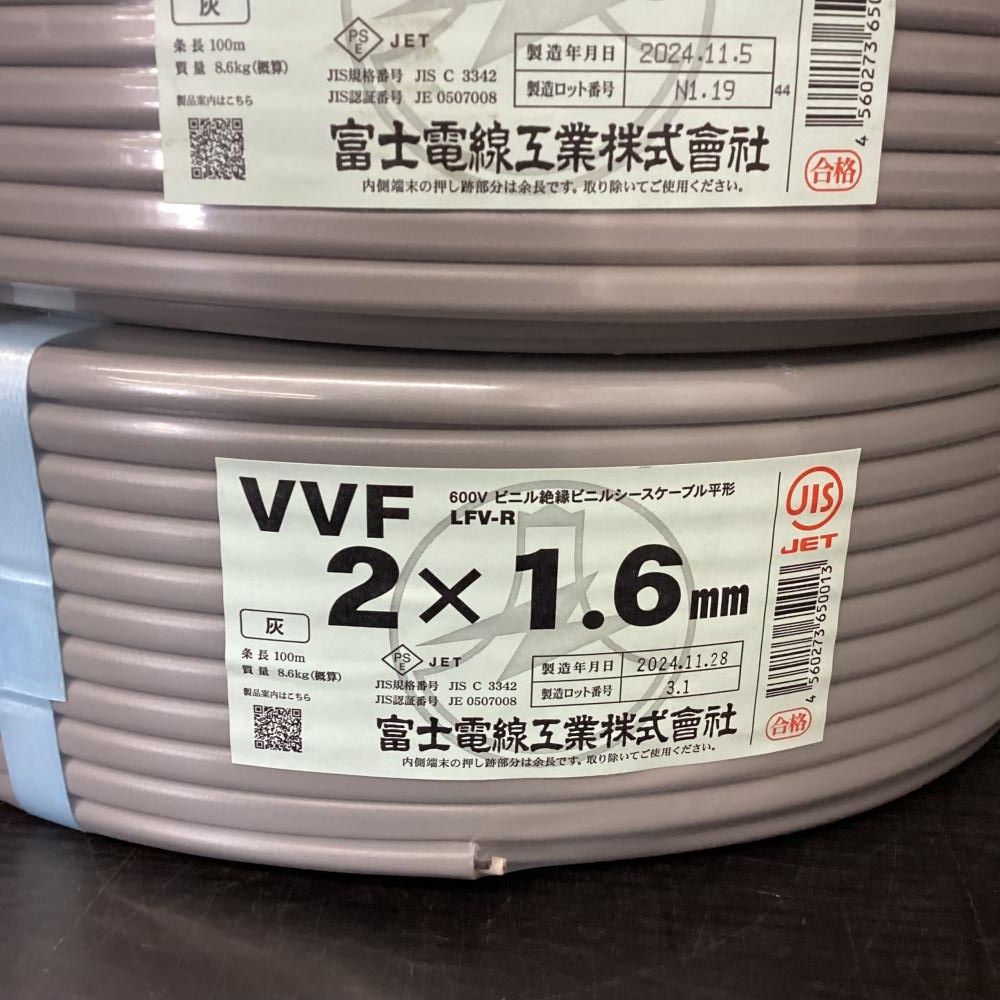 灰
条長 100m
質量 8.6kg(概算)
製品案内はこちら
PS E JET
JIS規格番号 JIS C 3342
JIS認証番号 JE 0507008
製造年月日 2024.11.5
製造ロット番号 N1.19
44
富士電線工業株式會社
内側端末の押し跡部分は余長です。取り除いてご使用ください。
合格
VVF
600V ビニル絶縁ビニルシースケーブル平形
LFV-R
2×1.6mm
灰
条長 100m
質量 8.6kg(概算)
製品案内はこちら
PS E JET
JIS規格番号 JIS C 3342
JIS認証番号 JE 0507008
製造年月日 2024.11.28
製造ロット番号 3.1
富士電線工業株式會社
内側端末の押し跡部分は余長です。取り除いてご使用ください。
JIS
JET
4 560273 650013
合格